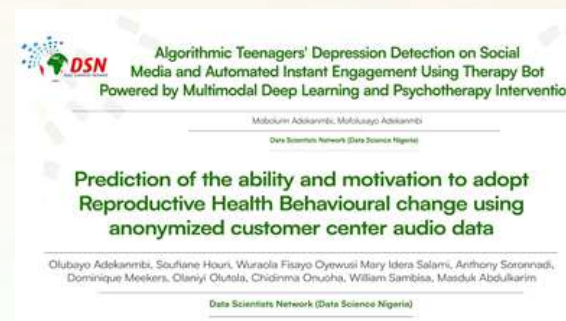 DSN
Algorithmic Teenagers' Depression Detection on Social
Media and Automated Instant Engagement Using Therapy Bot
Powered by Multimodal Deep Learning and Psychotherapy Interventio
Mobolurin Adekanmbi, Mofolusayo Adekanmbi
Data Scientists Network (Data Science Nigeria)
Prediction of the ability and motivation to adopt
Reproductive Health Behavioural change using
anonymized customer center audio data
Olubayo Adekanmbi, Soufiane Houri, Wuraola Fisayo Oyewusi Mary Idera Salami, Anthony Soronnadi,
Dominique Meekers, Olaniyi Olutola, Chidinma Onuoha, William Sambisa, Masduk Abdulkarim
Data Scientists Network (Data Science Nigeria)